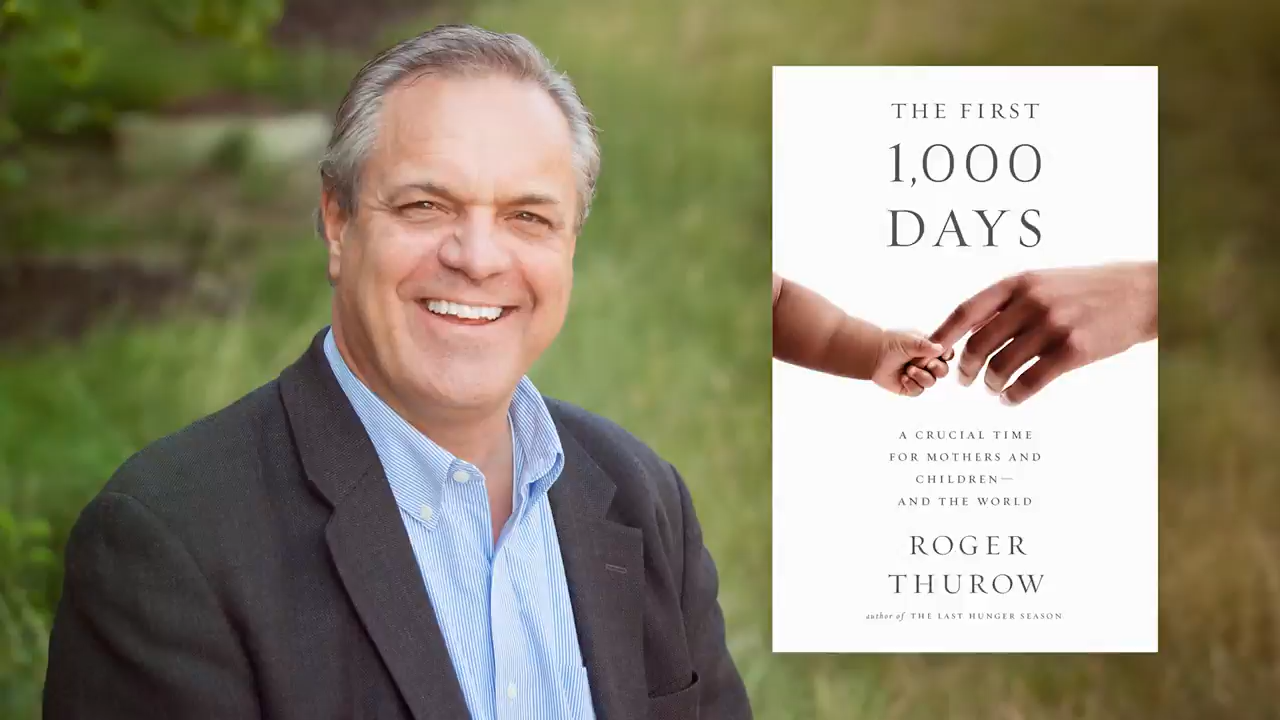 THE FIRST
1,000
DAYS
A CRUCIAL TIME
FOR MOTHERS AND
CHILDREN—
AND THE WORLD
ROGER
THUROW
author of THE LAST HUNGER SEASON